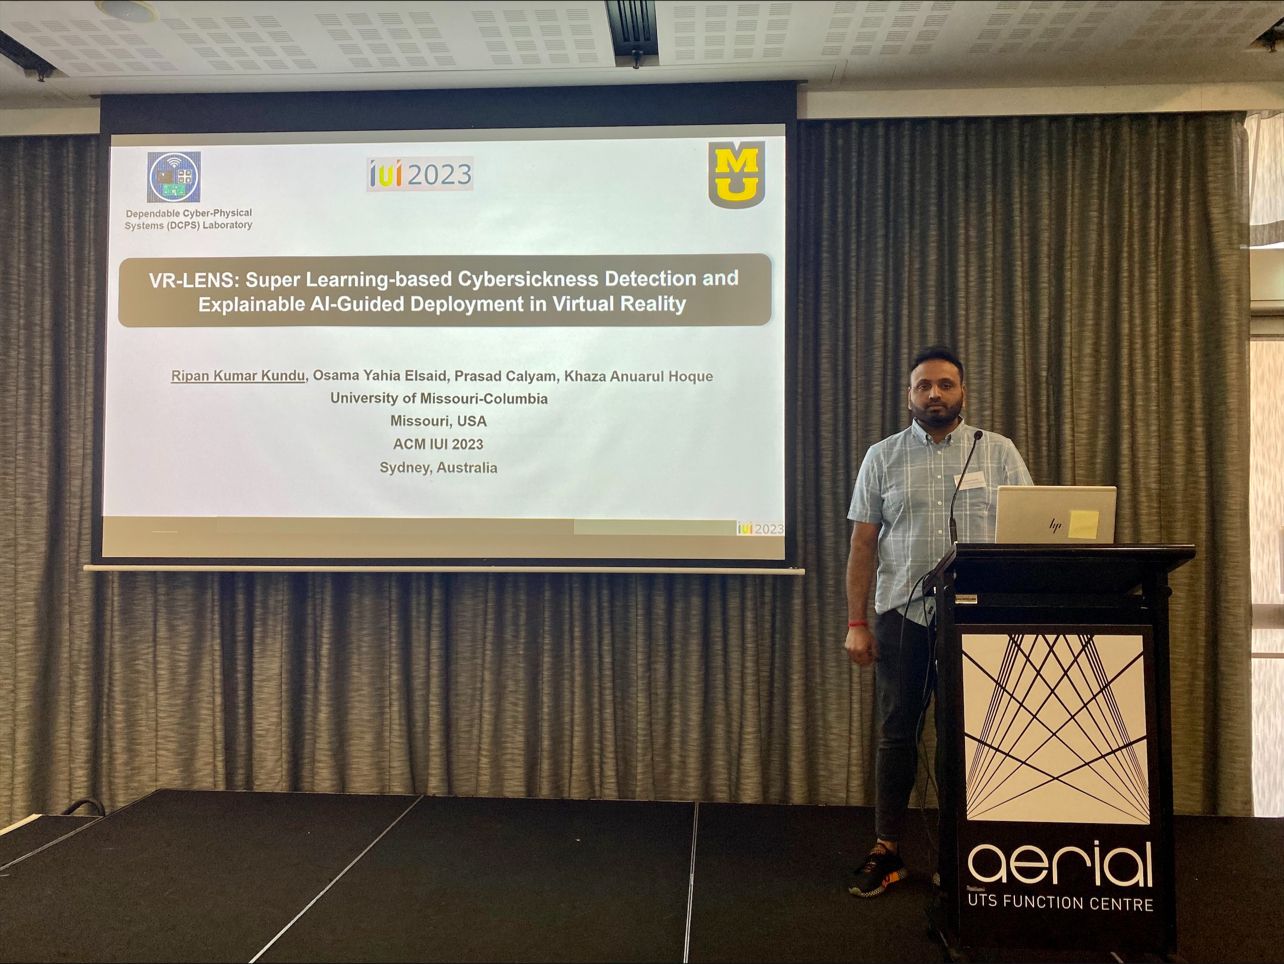 iui 2023
MU
Dependable Cyber-Physical
Systems (DCPS) Laboratory
VR-LENS: Super Learning-based Cybersickness Detection and
Explainable AI-Guided Deployment in Virtual Reality
Ripan Kumar Kundu, Osama Yahia Elsaid, Prasad Calyam, Khaza Anuarul Hoque
University of Missouri-Columbia
Missouri, USA
ACM IUI 2023
Sydney, Australia
iui 2023
hp
aerial
UTS FUNCTION CENTRE